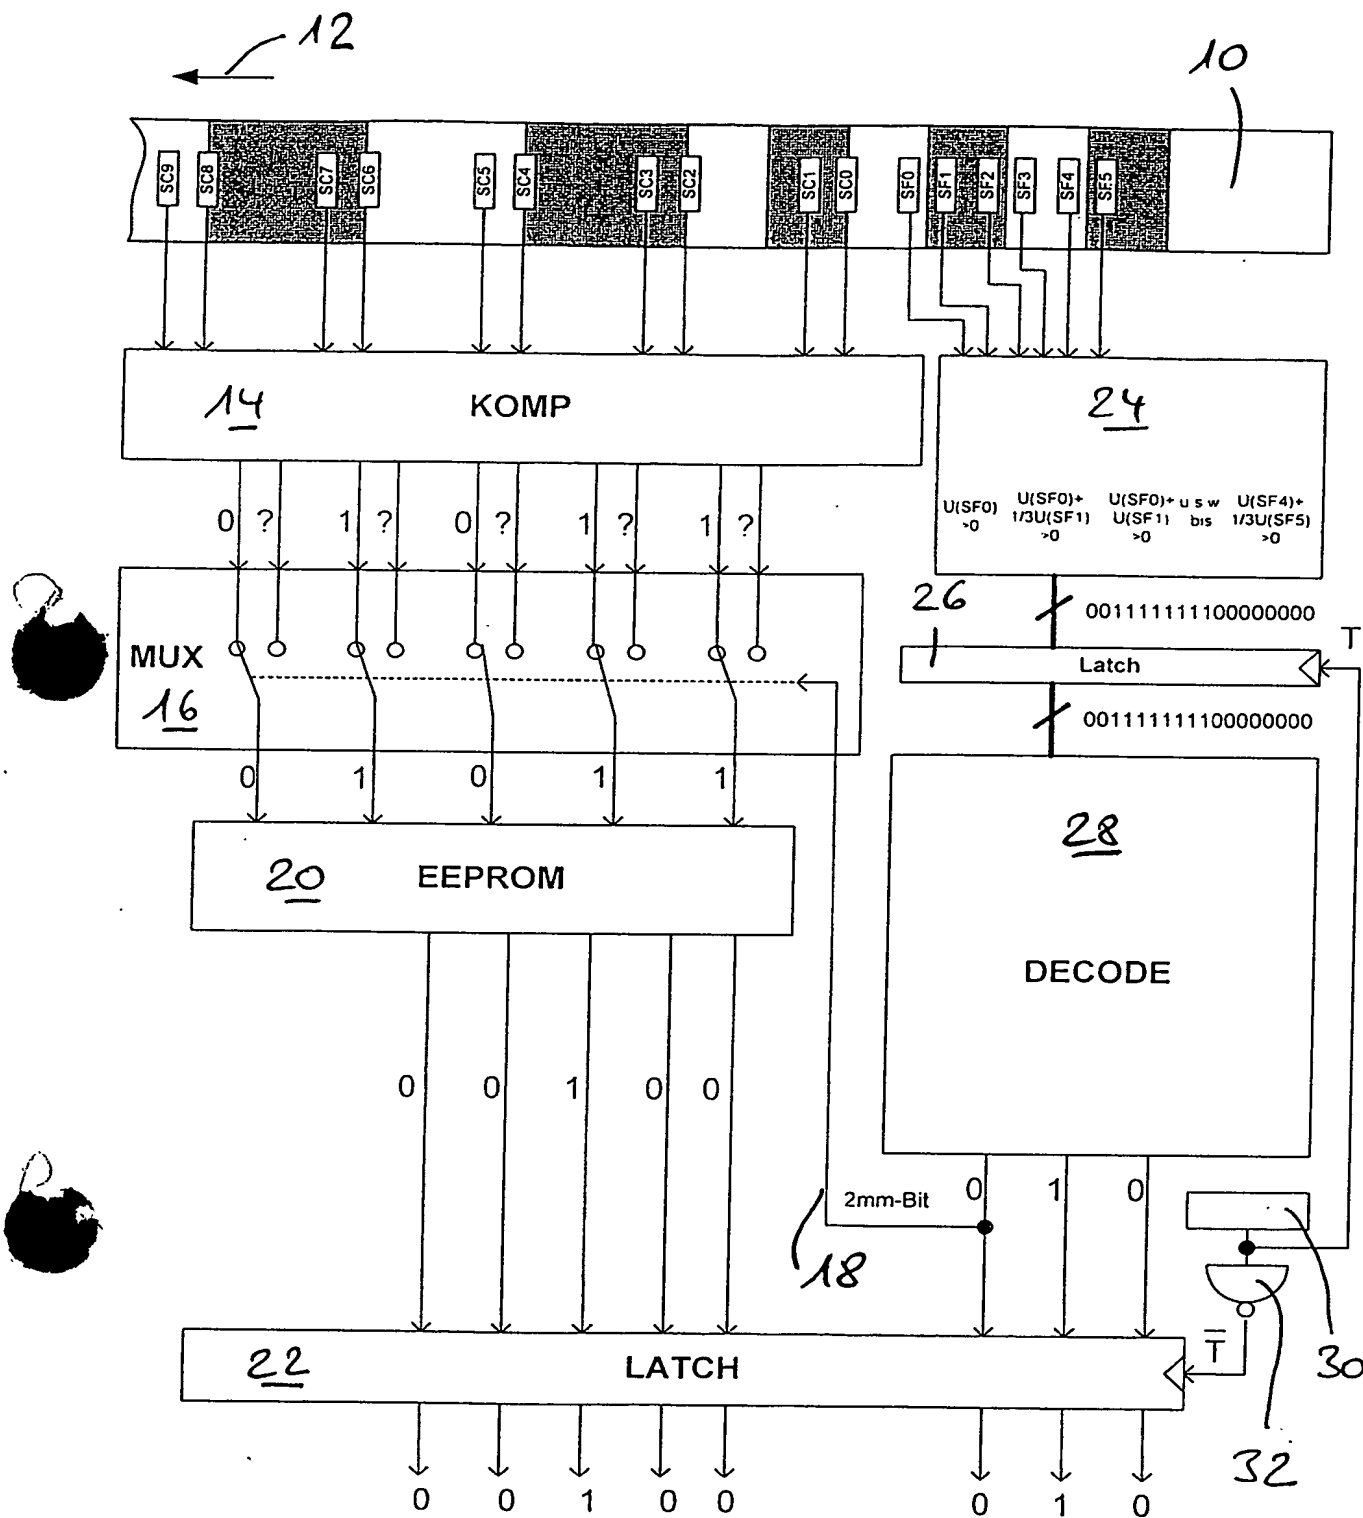 12
10
SC9 SC8 SC7 SC6 SC5 SC4 SC3 SC2 SC1 SC0 SF0 SF1 SF2 SF3 SF4 SF5
14 KOMP
24
U(SF0) >0
U(SF0)+ 1/3U(SF1) >0
U(SF0)+ U(SF1) >0
u s w bis
U(SF4)+ 1/3U(SF5) >0
0 ? 1 ? 0 ? 1 ? 1 ?
26
001111111100000000
T
Latch
MUX
16
001111111100000000
0 1 0 1 1
28
20 EEPROM
DECODE
0 0 1 0 0
2mm-Bit
0 1 0
18
T
30
22 LATCH
32
0 0 1 0 0 0 1 0